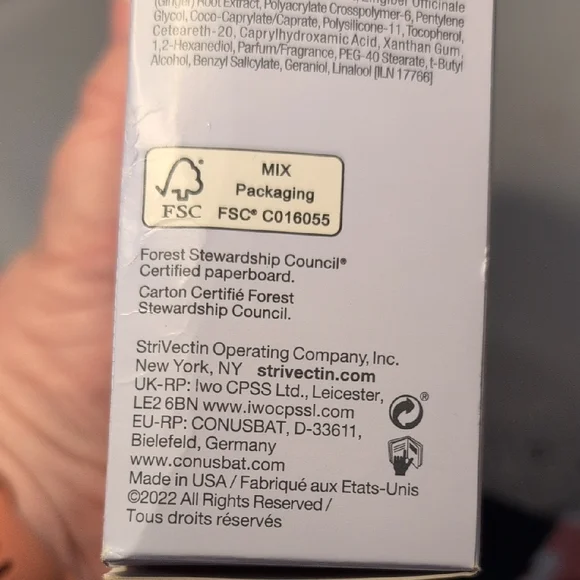 (Ginger) Root Extract, Polyacrylate Crosspolymer-6, Pentylene
Glycol, Coco-Caprylate/Caprate, Polysilicone-11, Tocopherol,
Ceteareth-20, Caprylhydroxamic Acid, Xanthan Gum,
1,2-Hexanediol, Parfum/Fragrance, PEG-40 Stearate, t-Butyl
Alcohol, Benzyl Salicylate, Geraniol, Linalool [ILN 17766]
FSC
MIX
Packaging
FSC® C016055
Forest Stewardship Council®
Certified paperboard.
Carton Certifié Forest
Stewardship Council.
StriVectin Operating Company, Inc.
New York, NY strivectin.com
UK-RP: Iwo CPSS Ltd., Leicester,
LE2 6BN www.iwocpssl.com
EU-RP: CONUSBAT, D-33611,
Bielefeld, Germany
www.conusbat.com
Made in USA / Fabriqué aux Etats-Unis
©2022 All Rights Reserved /
Tous droits réservés